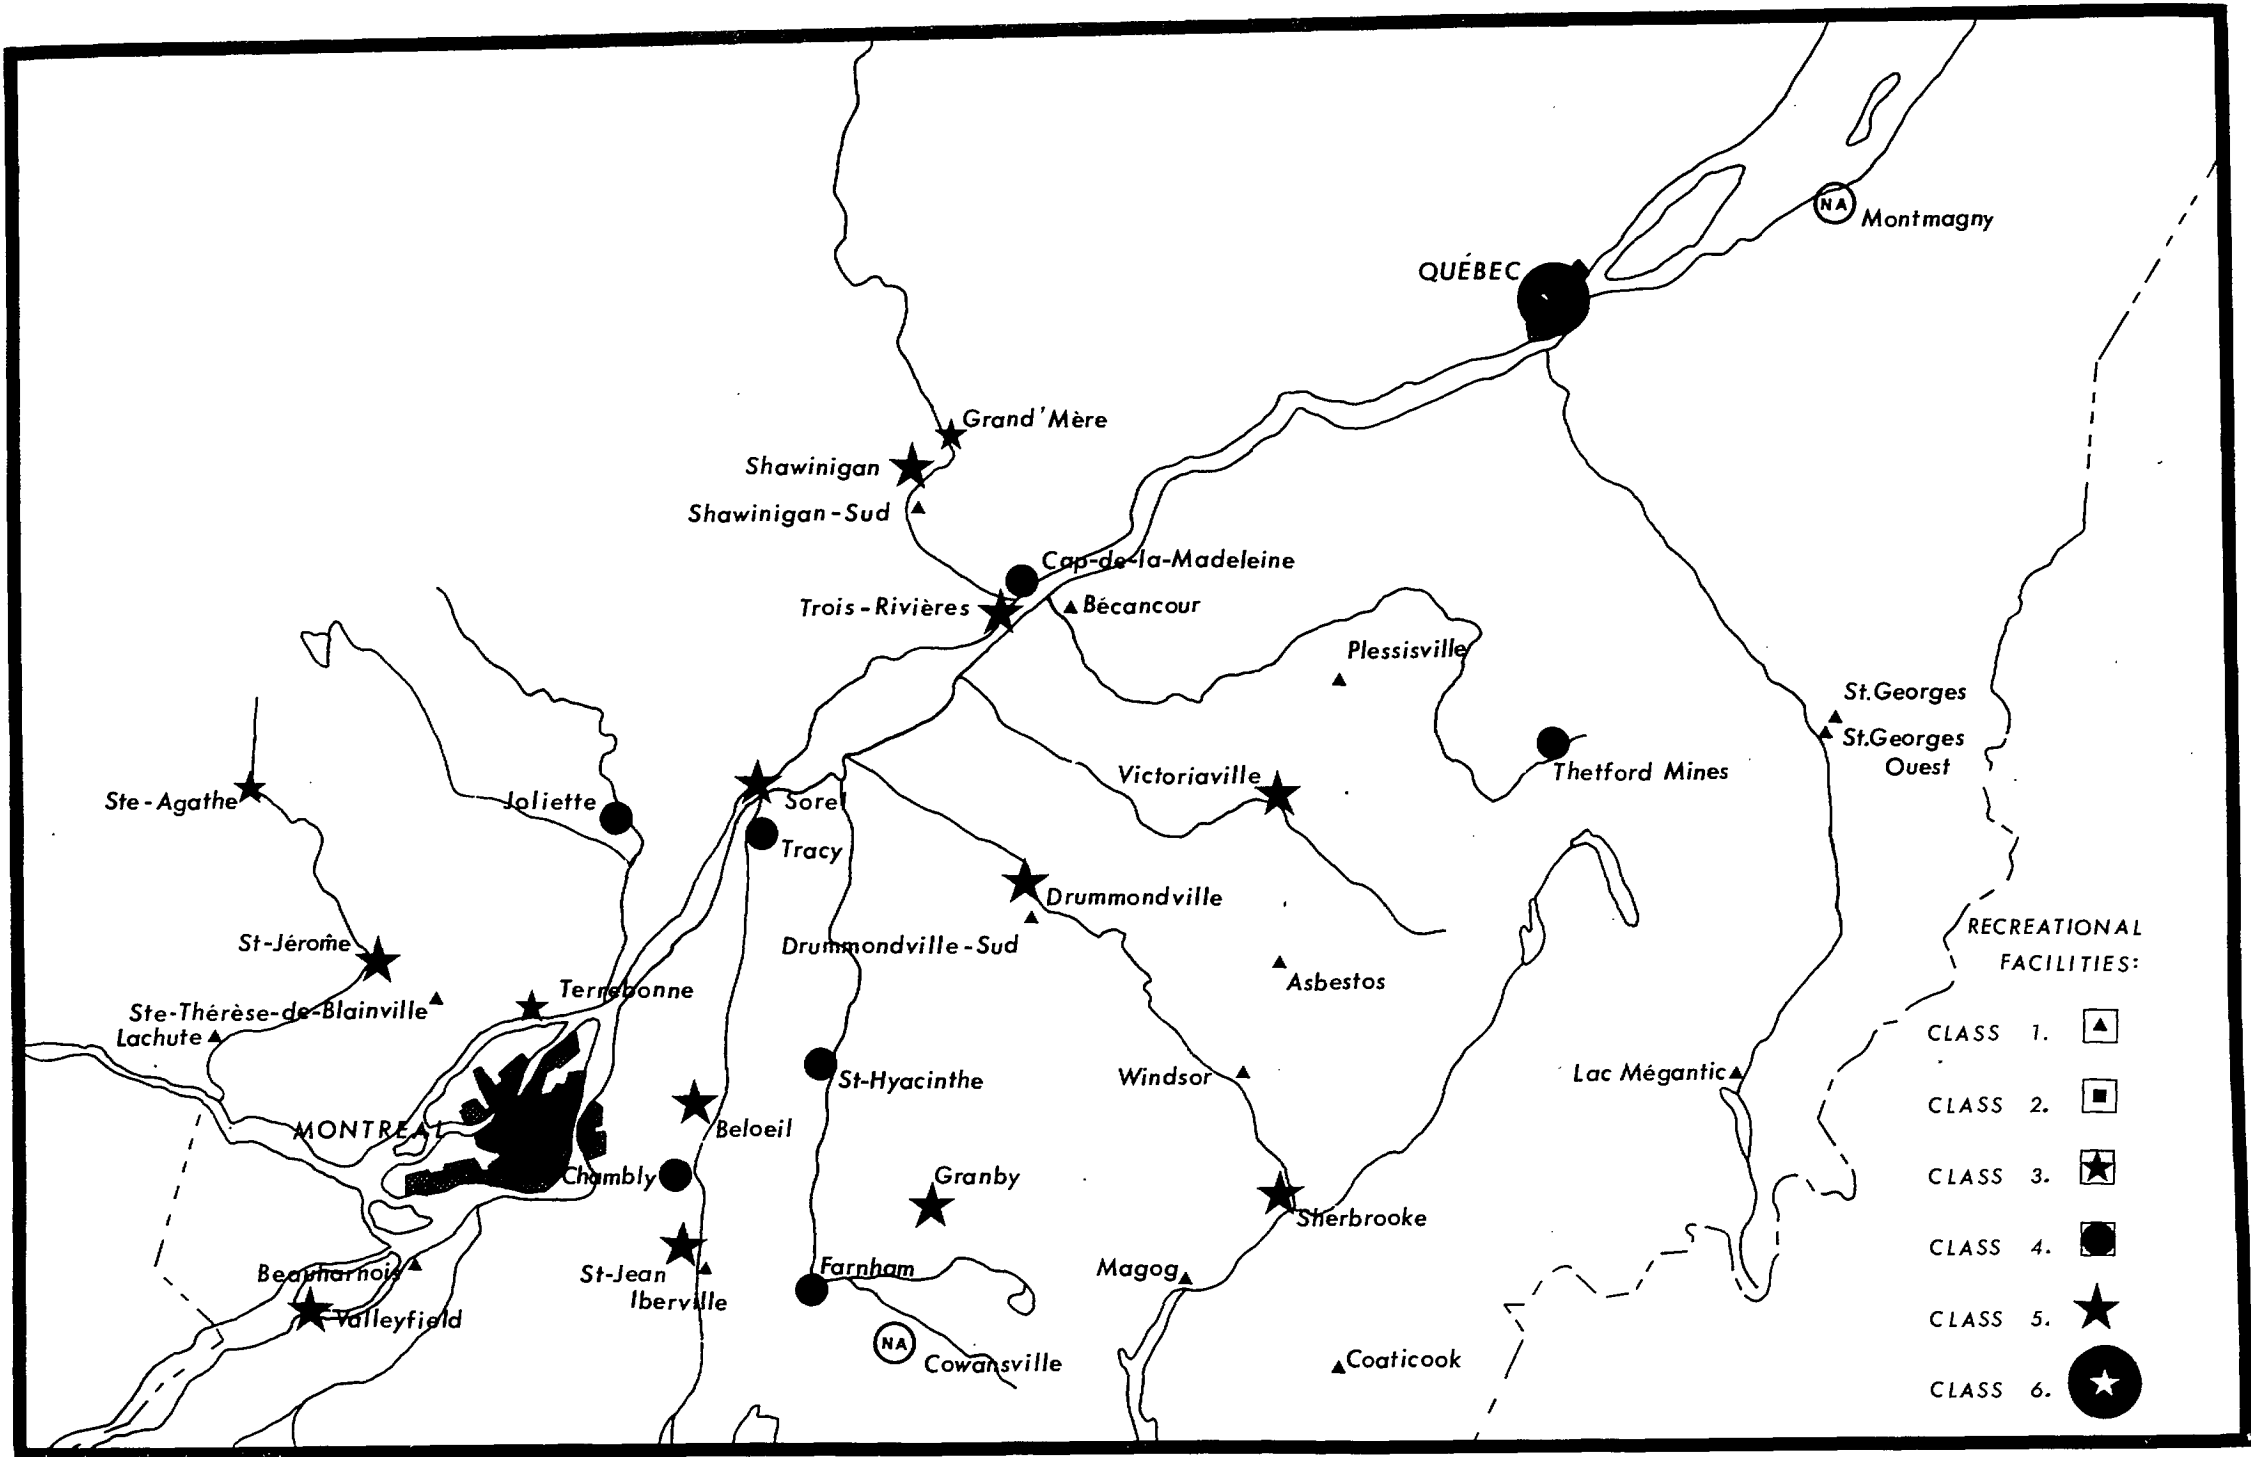 NA
Montmagny
QUÉBEC
Grand'Mère
Shawinigan
Shawinigan-Sud
Cap-de-la-Madeleine
Trois-Rivières
Bécancour
Plessisville
St.Georges
St.Georges
Ouest
Victoriaville
Thetford Mines
Ste-Agathe
Joliette
Sorel
Tracy
Drummondville
Drummondville-Sud
St-Jérome
Asbestos
Terrebonne
Ste-Thérèse-de-Blainville
Lachute
Windsor
Lac Mégantic
St-Hyacinthe
MONTREAL
Beloeil
Chambly
Granby
Sherbrooke
St-Jean
Iberville
Farnham
Magog
Beauharnois
Valleyfield
NA
Cowansville
Coaticook
RECREATIONAL
FACILITIES:
CLASS 1.
CLASS 2.
CLASS 3.
CLASS 4.
CLASS 5.
CLASS 6.